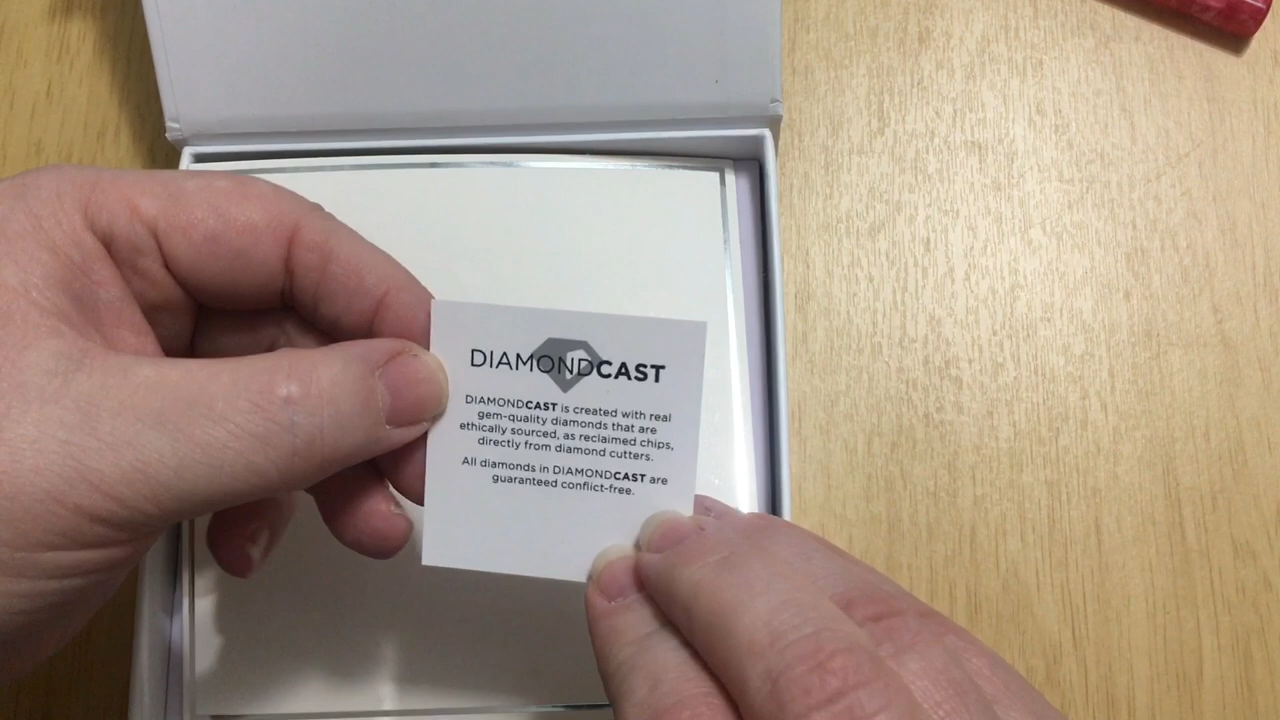 DIAMONDCAST
DIAMONDCAST is created with real
gem-quality diamonds that are
ethically sourced, as reclaimed chips,
directly from diamond cutters.
All diamonds in DIAMONDCAST are
guaranteed conflict-free.